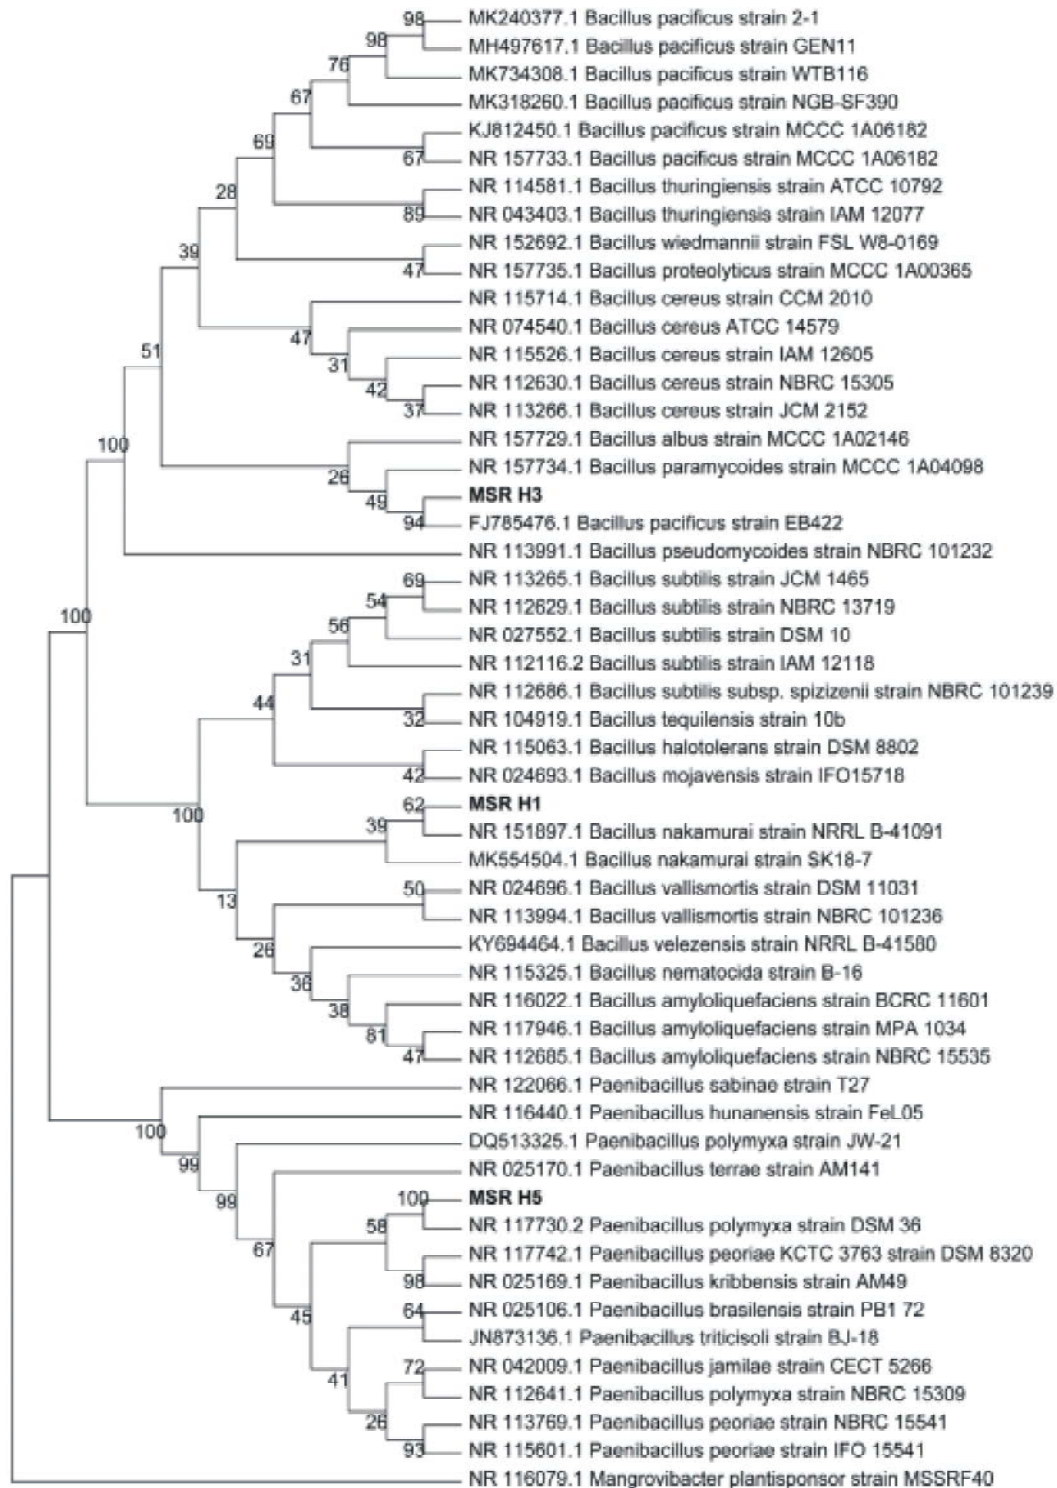 98 MK240377.1 Bacillus pacificus strain 2-1
98 MH497617.1 Bacillus pacificus strain GEN11
76 MK734308.1 Bacillus pacificus strain WTB116
67 MK318260.1 Bacillus pacificus strain NGB-SF390
69 KJ812450.1 Bacillus pacificus strain MCCC 1A06182
67 NR 157733.1 Bacillus pacificus strain MCCC 1A06182
28 NR 114581.1 Bacillus thuringiensis strain ATCC 10792
89 NR 043403.1 Bacillus thuringiensis strain IAM 12077
39 NR 152692.1 Bacillus wiedmannii strain FSL W8-0169
47 NR 157735.1 Bacillus proteolyticus strain MCCC 1A00365
NR 115714.1 Bacillus cereus strain CCM 2010
47 NR 074540.1 Bacillus cereus ATCC 14579
51 31 NR 115526.1 Bacillus cereus strain IAM 12605
42 NR 112630.1 Bacillus cereus strain NBRC 15305
37 NR 113266.1 Bacillus cereus strain JCM 2152
100 NR 157729.1 Bacillus albus strain MCCC 1A02146
26 NR 157734.1 Bacillus paramycoides strain MCCC 1A04098
49 MSR H3
94 FJ785476.1 Bacillus pacificus strain EB422
NR 113991.1 Bacillus pseudomycoides strain NBRC 101232
69 NR 113265.1 Bacillus subtilis strain JCM 1465
54 NR 112629.1 Bacillus subtilis strain NBRC 13719
100 56 NR 027552.1 Bacillus subtilis strain DSM 10
31 NR 112116.2 Bacillus subtilis strain IAM 12118
44 NR 112686.1 Bacillus subtilis subsp. spizizenii strain NBRC 101239
32 NR 104919.1 Bacillus tequilensis strain 10b
NR 115063.1 Bacillus halotolerans strain DSM 8802
42 NR 024693.1 Bacillus mojavensis strain IFO15718
100 62 MSR H1
39 NR 151897.1 Bacillus nakamurai strain NRRL B-41091
MK554504.1 Bacillus nakamurai strain SK18-7
13 50 NR 024696.1 Bacillus vallismortis strain DSM 11031
NR 113994.1 Bacillus vallismortis strain NBRC 101236
26 KY694464.1 Bacillus velezensis strain NRRL B-41580
36 NR 115325.1 Bacillus nematocida strain B-16
38 NR 116022.1 Bacillus amyloliquefaciens strain BCRC 11601
81 NR 117946.1 Bacillus amyloliquefaciens strain MPA 1034
47 NR 112685.1 Bacillus amyloliquefaciens strain NBRC 15535
NR 122066.1 Paenibacillus sabinae strain T27
100 NR 116440.1 Paenibacillus hunanensis strain FeL05
DQ513325.1 Paenibacillus polymyxa strain JW-21
99 NR 025170.1 Paenibacillus terrae strain AM141
99 100 MSR H5
58 NR 117730.2 Paenibacillus polymyxa strain DSM 36
67 NR 117742.1 Paenibacillus peoriae KCTC 3763 strain DSM 8320
98 NR 025169.1 Paenibacillus kribbensis strain AM49
45 64 NR 025106.1 Paenibacillus brasilensis strain PB1 72
JN873136.1 Paenibacillus triticisoli strain BJ-18
41 72 NR 042009.1 Paenibacillus jamilae strain CECT 5266
NR 112641.1 Paenibacillus polymyxa strain NBRC 15309
26 NR 113769.1 Paenibacillus peoriae strain NBRC 15541
93 NR 115601.1 Paenibacillus peoriae strain IFO 15541
NR 116079.1 Mangrovibacter plantisponsor strain MSSRF40